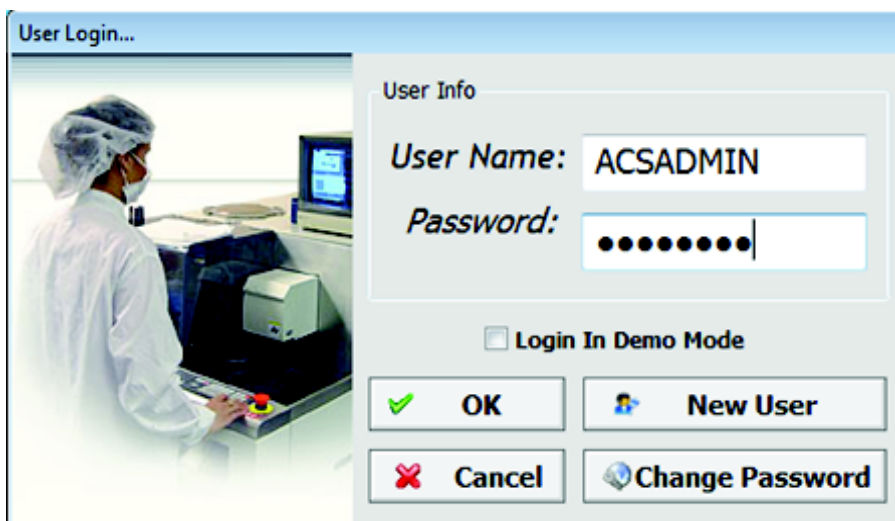 User Login...
User Info
User Name: ACSADMIN
Password: ●●●●●●●●
Login In Demo Mode
OK
New User
Cancel
Change Password